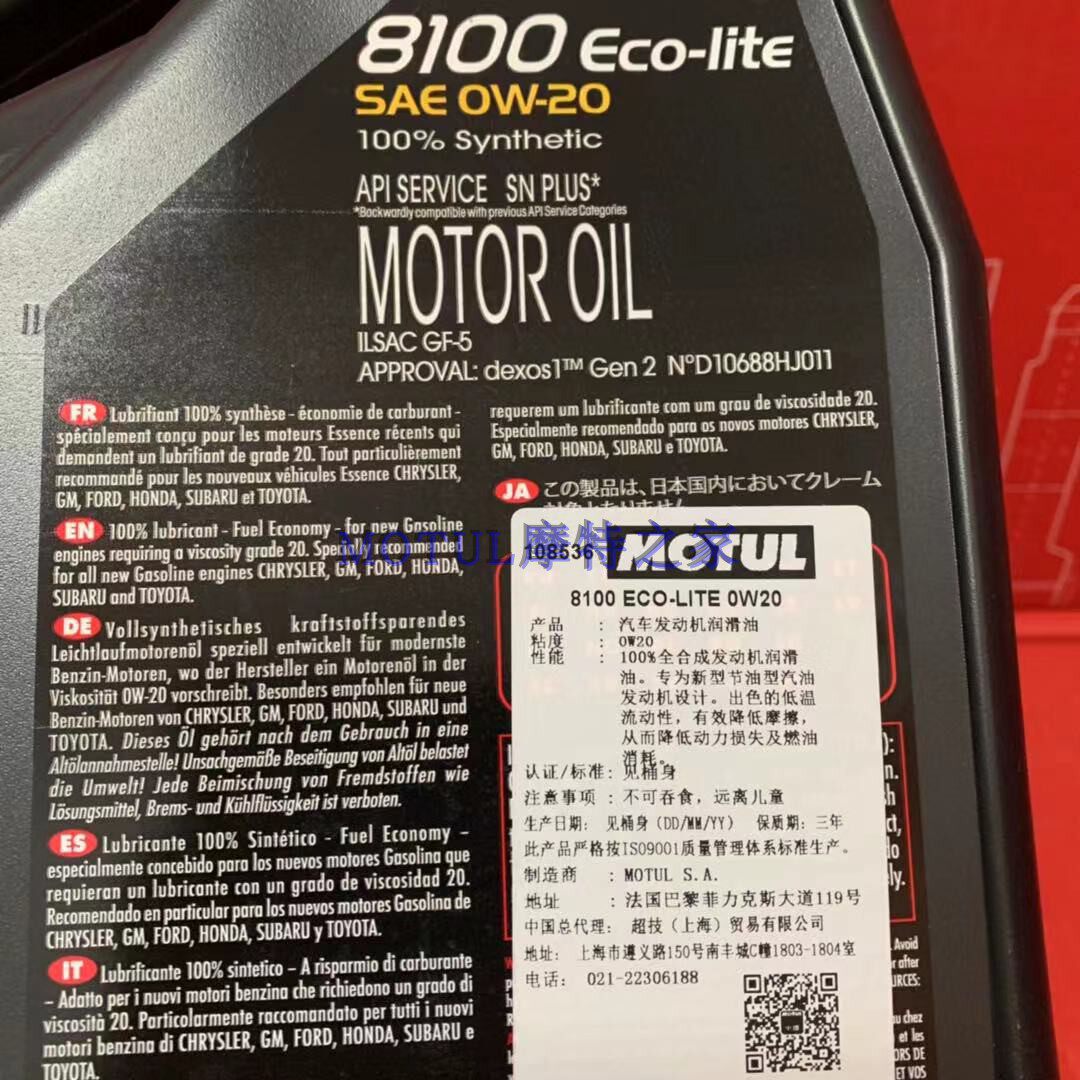 8100 Eco-lite
SAE 0W-20
100% Synthetic
API SERVICE SN PLUS*
*Backwardly compatible with previous API Service Categories
MOTOR OIL
ILSAC GF-5
APPROVAL: dexos1™ Gen 2 N°D10688HJ011
FR Lubrifiant 100% synthèse - économie de carburant -
spécialement conçu pour les moteurs Essence récents qui
demandent un lubrifiant de grade 20. Tout particulièrement
recommandé pour les nouveaux véhicules Essence CHRYSLER,
GM, FORD, HONDA, SUBARU et TOYOTA.
EN 100% lubricant - Fuel Economy - for new Gasoline
engines requiring a viscosity grade 20. Specially recommended
for all new Gasoline engines CHRYSLER, GM, FORD, HONDA,
SUBARU and TOYOTA.
DE Vollsynthetisches kraftstoffsparendes
Leichtlaufmotorenöl speziell entwickelt für modernste
Benzin-Motoren, wo der Hersteller ein Motorenöl in der
Viskosität 0W-20 vorschreibt. Besonders empfohlen für neue
Benzin-Motoren von CHRYSLER, GM, FORD, HONDA, SUBARU und
TOYOTA. Dieses Öl gehört nach dem Gebrauch in eine
Altölannahmestelle! Unsachgemäße Beseitigung von Altöl belastet
die Umwelt! Jede Beimischung von Fremdstoffen wie
Lösungsmittel, Brems- und Kühlflüssigkeit ist verboten.
ES Lubricante 100% Sintético - Fuel Economy –
especialmente concebido para los nuevos motores Gasolina que
requieran un lubricante con un grado de viscosidad 20.
Recomendado en particular para los nuevos motores Gasolina de
CHRYSLER, GM, FORD, HONDA, SUBARU y TOYOTA.
IT Lubrificante 100% sintetico – A risparmio di carburante
– Adatto per i nuovi motori benzina che richiedono un grado di
viscosità 20. Particolarmente raccomandato per tutti i nuovi
motori benzina di CHRYSLER, GM, FORD, HONDA, SUBARU e
TOYOTA.
requerem um lubrificante com um grau de viscosidade 20.
Especialmente recomendado para os novos motores CHRYSLER,
GM, FORD, HONDA, SUBARU e TOYOTA.
JA この製品は、日本国内においてクレーム
MOTUL摩特之家
108536 MOTUL
8100 ECO-LITE 0W20
产品 : 汽车发动机润滑油
粘度 : 0W20
性能 : 100%全合成发动机润滑
油。专为新型节油型汽油
发动机设计。出色的低温
流动性，有效降低摩擦，
从而降低动力损失及燃油
消耗。
认证/标准: 见桶身
注意事项 : 不可吞食，远离儿童
生产日期: 见桶身(DD/MM/YY) 保质期: 三年
此产品严格按ISO9001质量管理体系标准生产。
制造商 : MOTUL S.A.
地址 : 法国巴黎菲力克斯大道119号
中国总代理: 超技（上海）贸易有限公司
地址: 上海市遵义路150号南丰城C幢1803-1804室
电话: 021-22306188
Avoid
after
au chez
et les
ET VOS